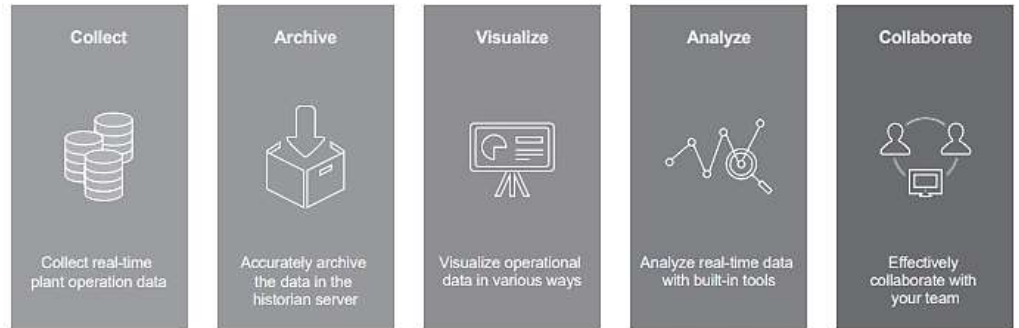 Collect
Collect real-time
plant operation data
Archive
Accurately archive
the data in the
historian server
Visualize
Visualize operational
data in various ways
Analyze
Analyze real-time data
with built-in tools
Collaborate
Effectively
collaborate with
your team